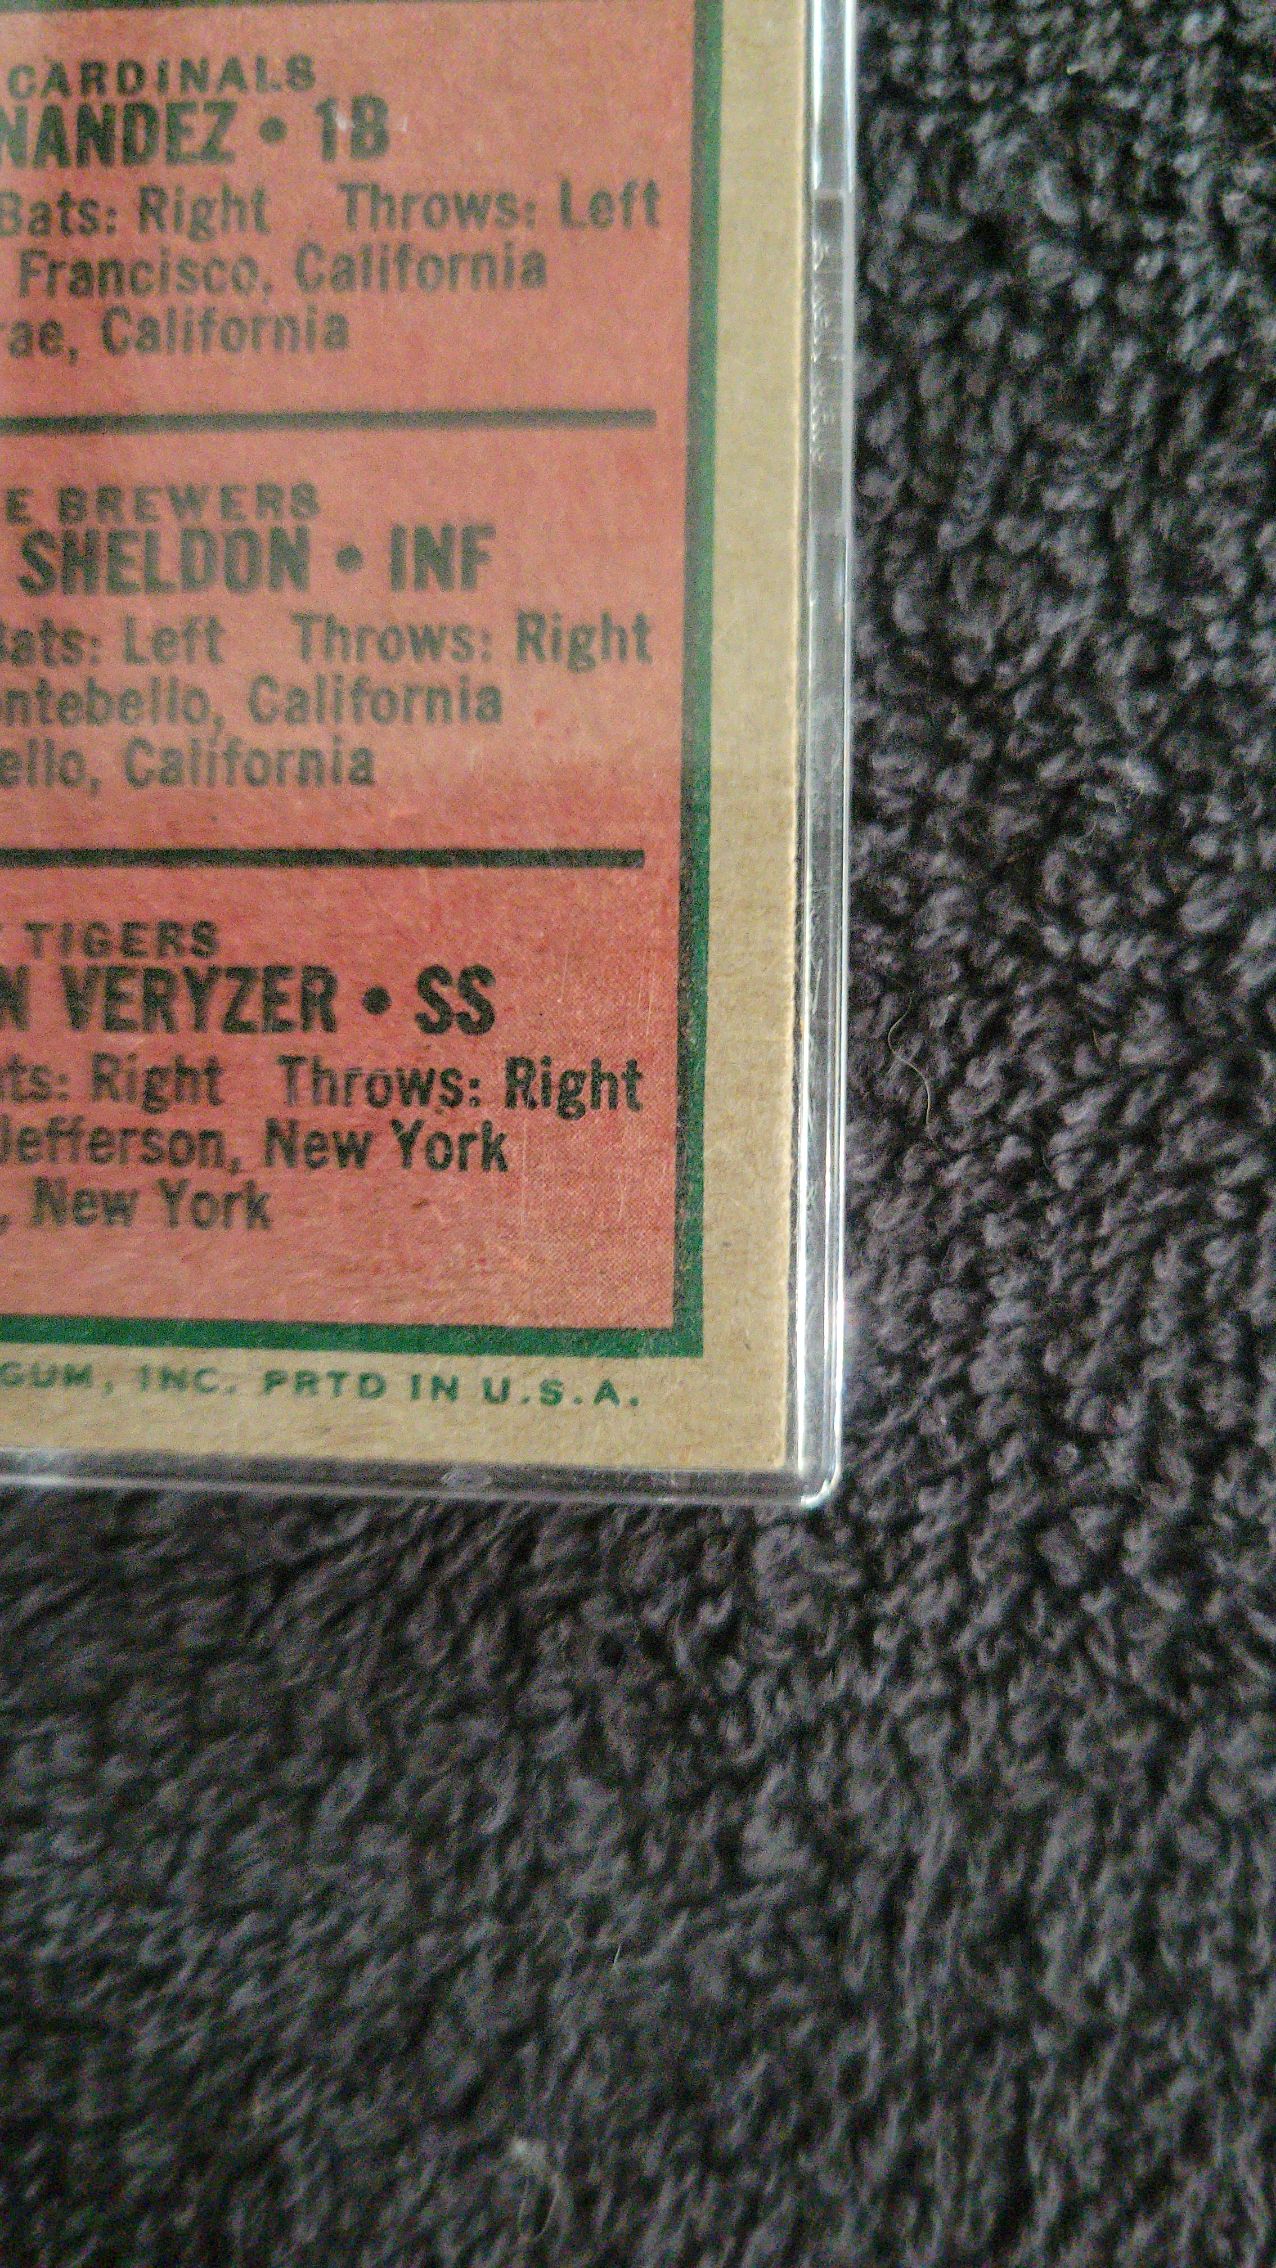 CARDINALS
NANDEZ • 1B
Bats: Right Throws: Left
Francisco, California
rae, California
E BREWERS
SHELDON • INF
Bats: Left Throws: Right
ntebello, California
ello, California
TIGERS
N VERYZER • SS
ts: Right Throws: Right
Jefferson, New York
, New York
GUM, INC. PRTD IN U.S.A.